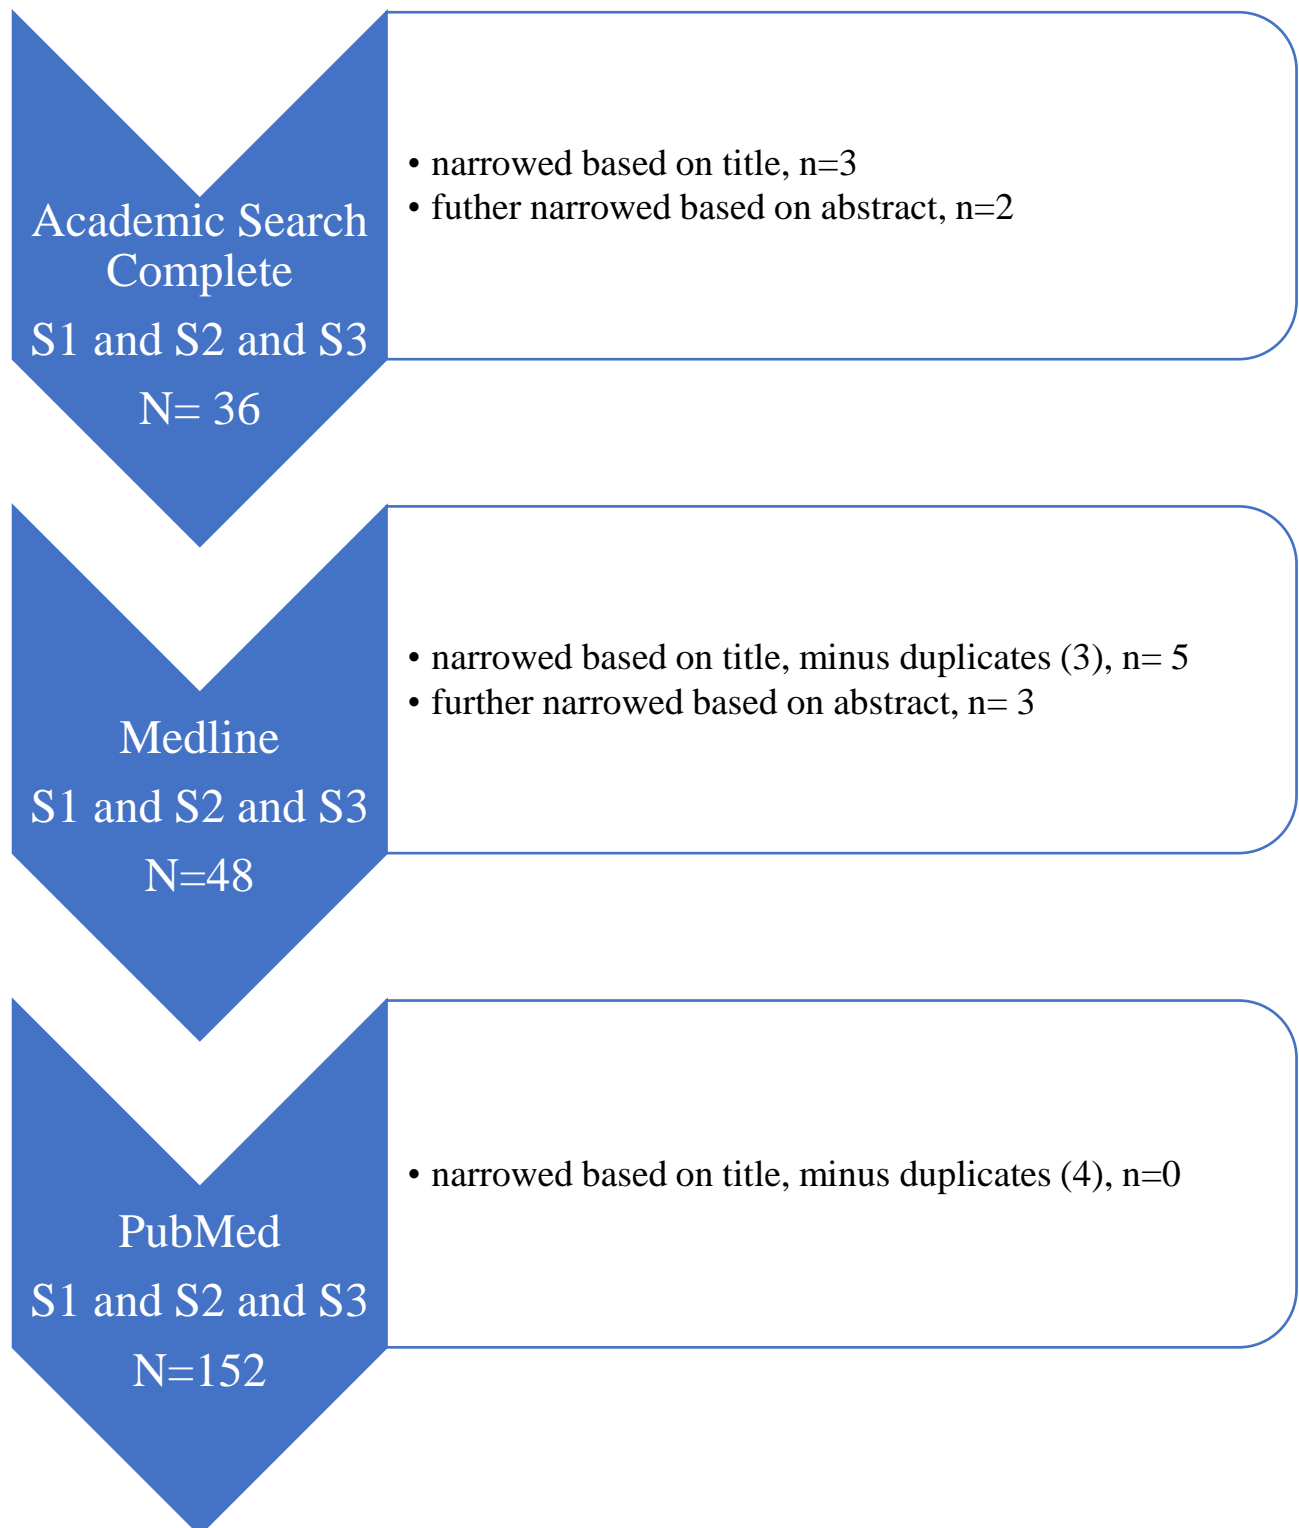 Academic Search
Complete
S1 and S2 and S3
N= 36
• narrowed based on title, n=3
• futher narrowed based on abstract, n=2
Medline
S1 and S2 and S3
N=48
• narrowed based on title, minus duplicates (3), n= 5
• further narrowed based on abstract, n= 3
PubMed
S1 and S2 and S3
N=152
• narrowed based on title, minus duplicates (4), n=0